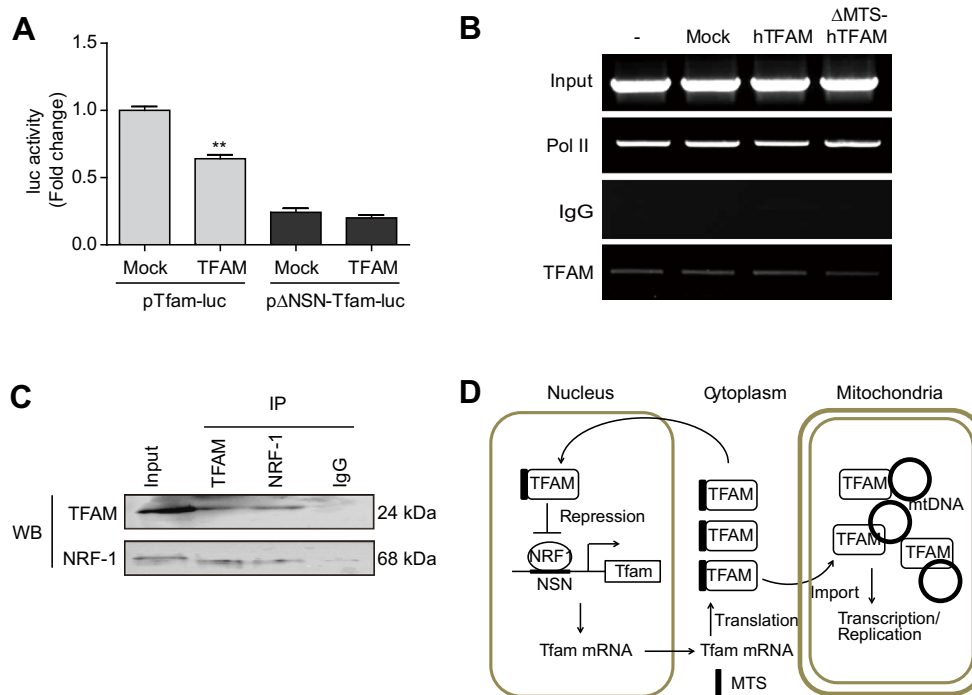 A
luc activity
(Fold change)
1.5
1.0
0.5
0.0
**
Mock
TFAM
Mock
TFAM
pTfam-luc
pΔNSN-Tfam-luc
B
-
Mock
hTFAM
ΔMTS-
hTFAM
Input
Pol II
IgG
TFAM
C
IP
Input
TFAM
NRF-1
IgG
WB
TFAM
24 kDa
NRF-1
68 kDa
D
Nucleus
Cytoplasm
Mitochondria
TFAM
Repression
NRF1
NSN
Tfam
Tfam mRNA
TFAM
TFAM
TFAM
Translation
Tfam mRNA
MTS
TFAM
mtDNA
TFAM
TFAM
Import
Transcription/
Replication